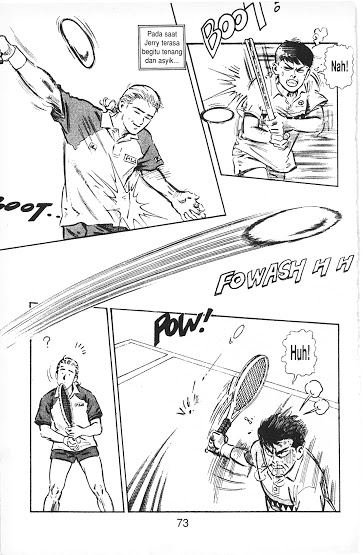 Pada saat
Jerry terasa
begitu tenang
dan asyik...
BOOT!
Nah!
BOOT..
FOWASH H H
?
POW!
Huh!
73